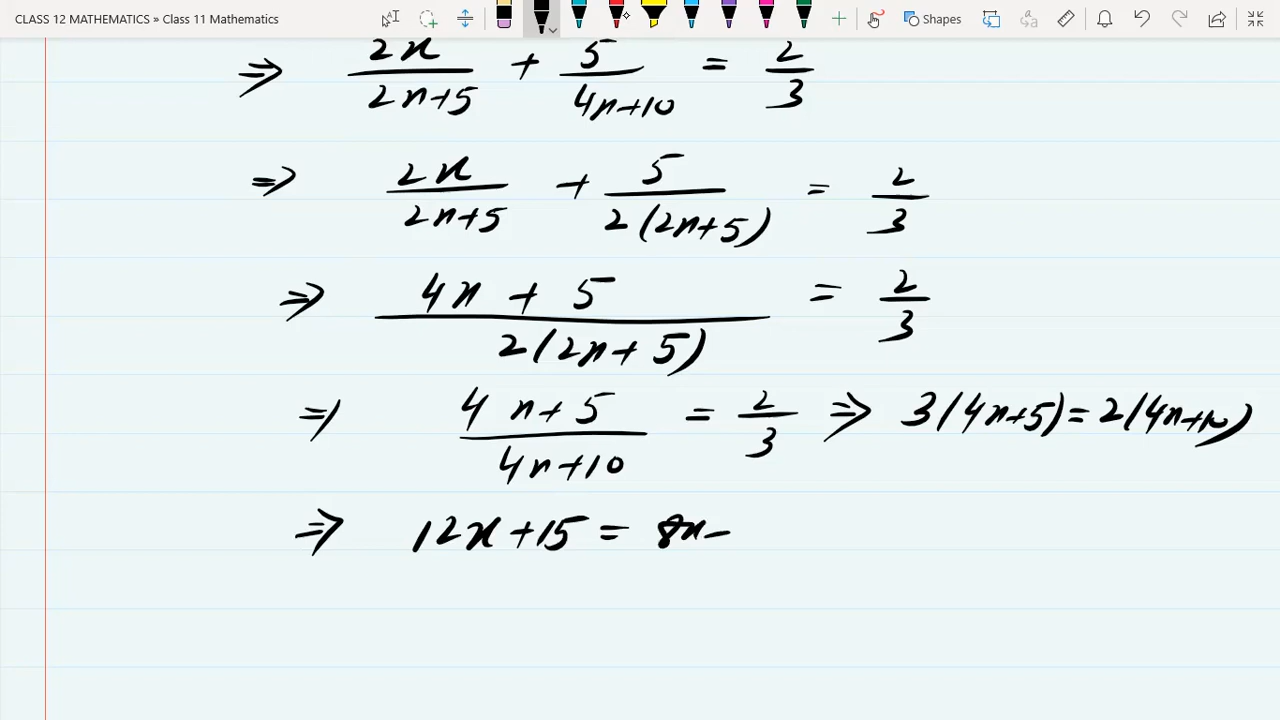 CLASS 12 MATHEMATICS » Class 11 Mathematics Shapes
⇒ 2x/2x+5 + 5/4x+10 = 2/3
⇒ 2x/2x+5 + 5/2(2x+5) = 2/3
⇒ 4x + 5/2(2x+5) = 2/3
⇒ 4x+5/4x+10 = 2/3 ⇒ 3(4x+5)=2(4x+10)
⇒ 12x+15 = 8x-